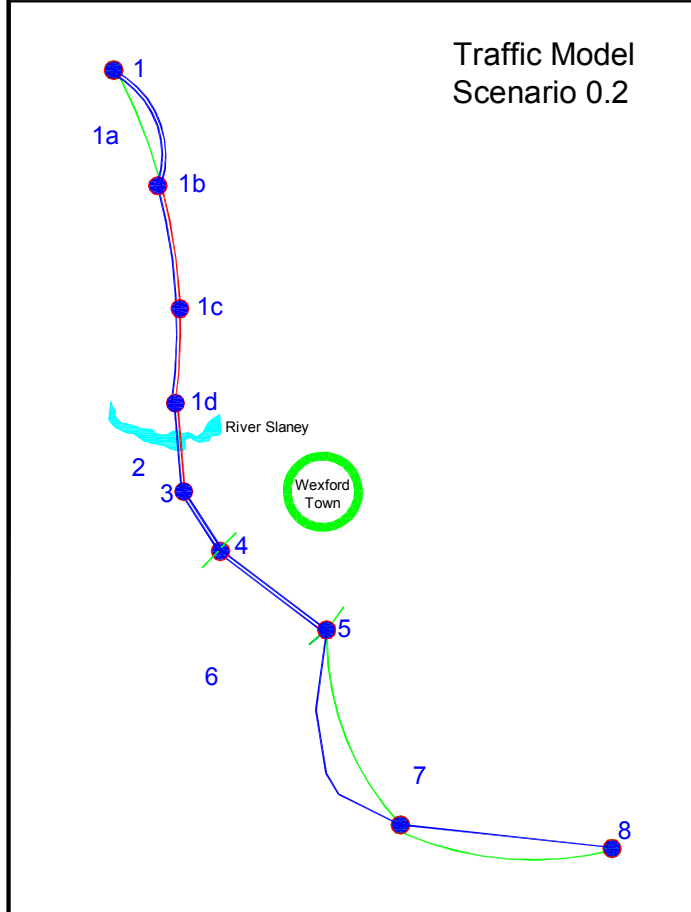 Traffic Model
Scenario 0.2
1
1a
1b
1c
1d
River Slaney
2
3
Wexford
Town
4
5
6
7
8